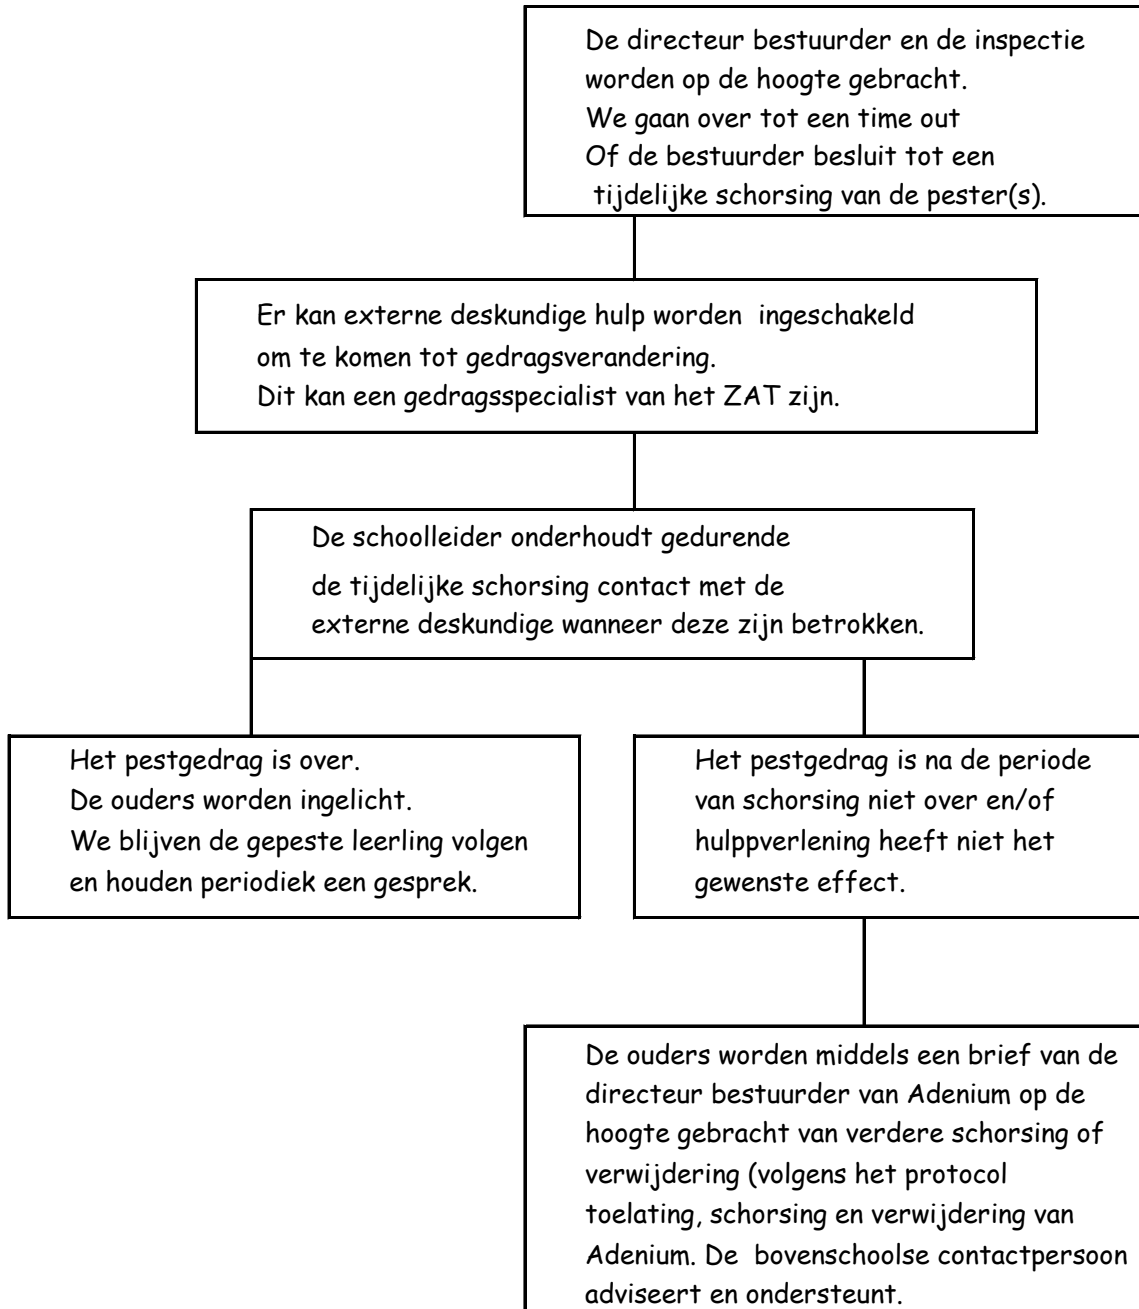 De directeur bestuurder en de inspectie
worden op de hoogte gebracht.
We gaan over tot een time out
Of de bestuurder besluit tot een
tijdelijke schorsing van de pester(s).
Er kan externe deskundige hulp worden ingeschakeld
om te komen tot gedragsverandering.
Dit kan een gedragsspecialist van het ZAT zijn.
De schoolleider onderhoudt gedurende
de tijdelijke schorsing contact met de
externe deskundige wanneer deze zijn betrokken.
Het pestgedrag is over.
De ouders worden ingelicht.
We blijven de gepeste leerling volgen
en houden periodiek een gesprek.
Het pestgedrag is na de periode
van schorsing niet over en/of
hulppverlening heeft niet het
gewenste effect.
De ouders worden middels een brief van de
directeur bestuurder van Adenium op de
hoogte gebracht van verdere schorsing of
verwijdering (volgens het protocol
toelating, schorsing en verwijdering van
Adenium. De bovenschoolse contactpersoon
adviseert en ondersteunt.